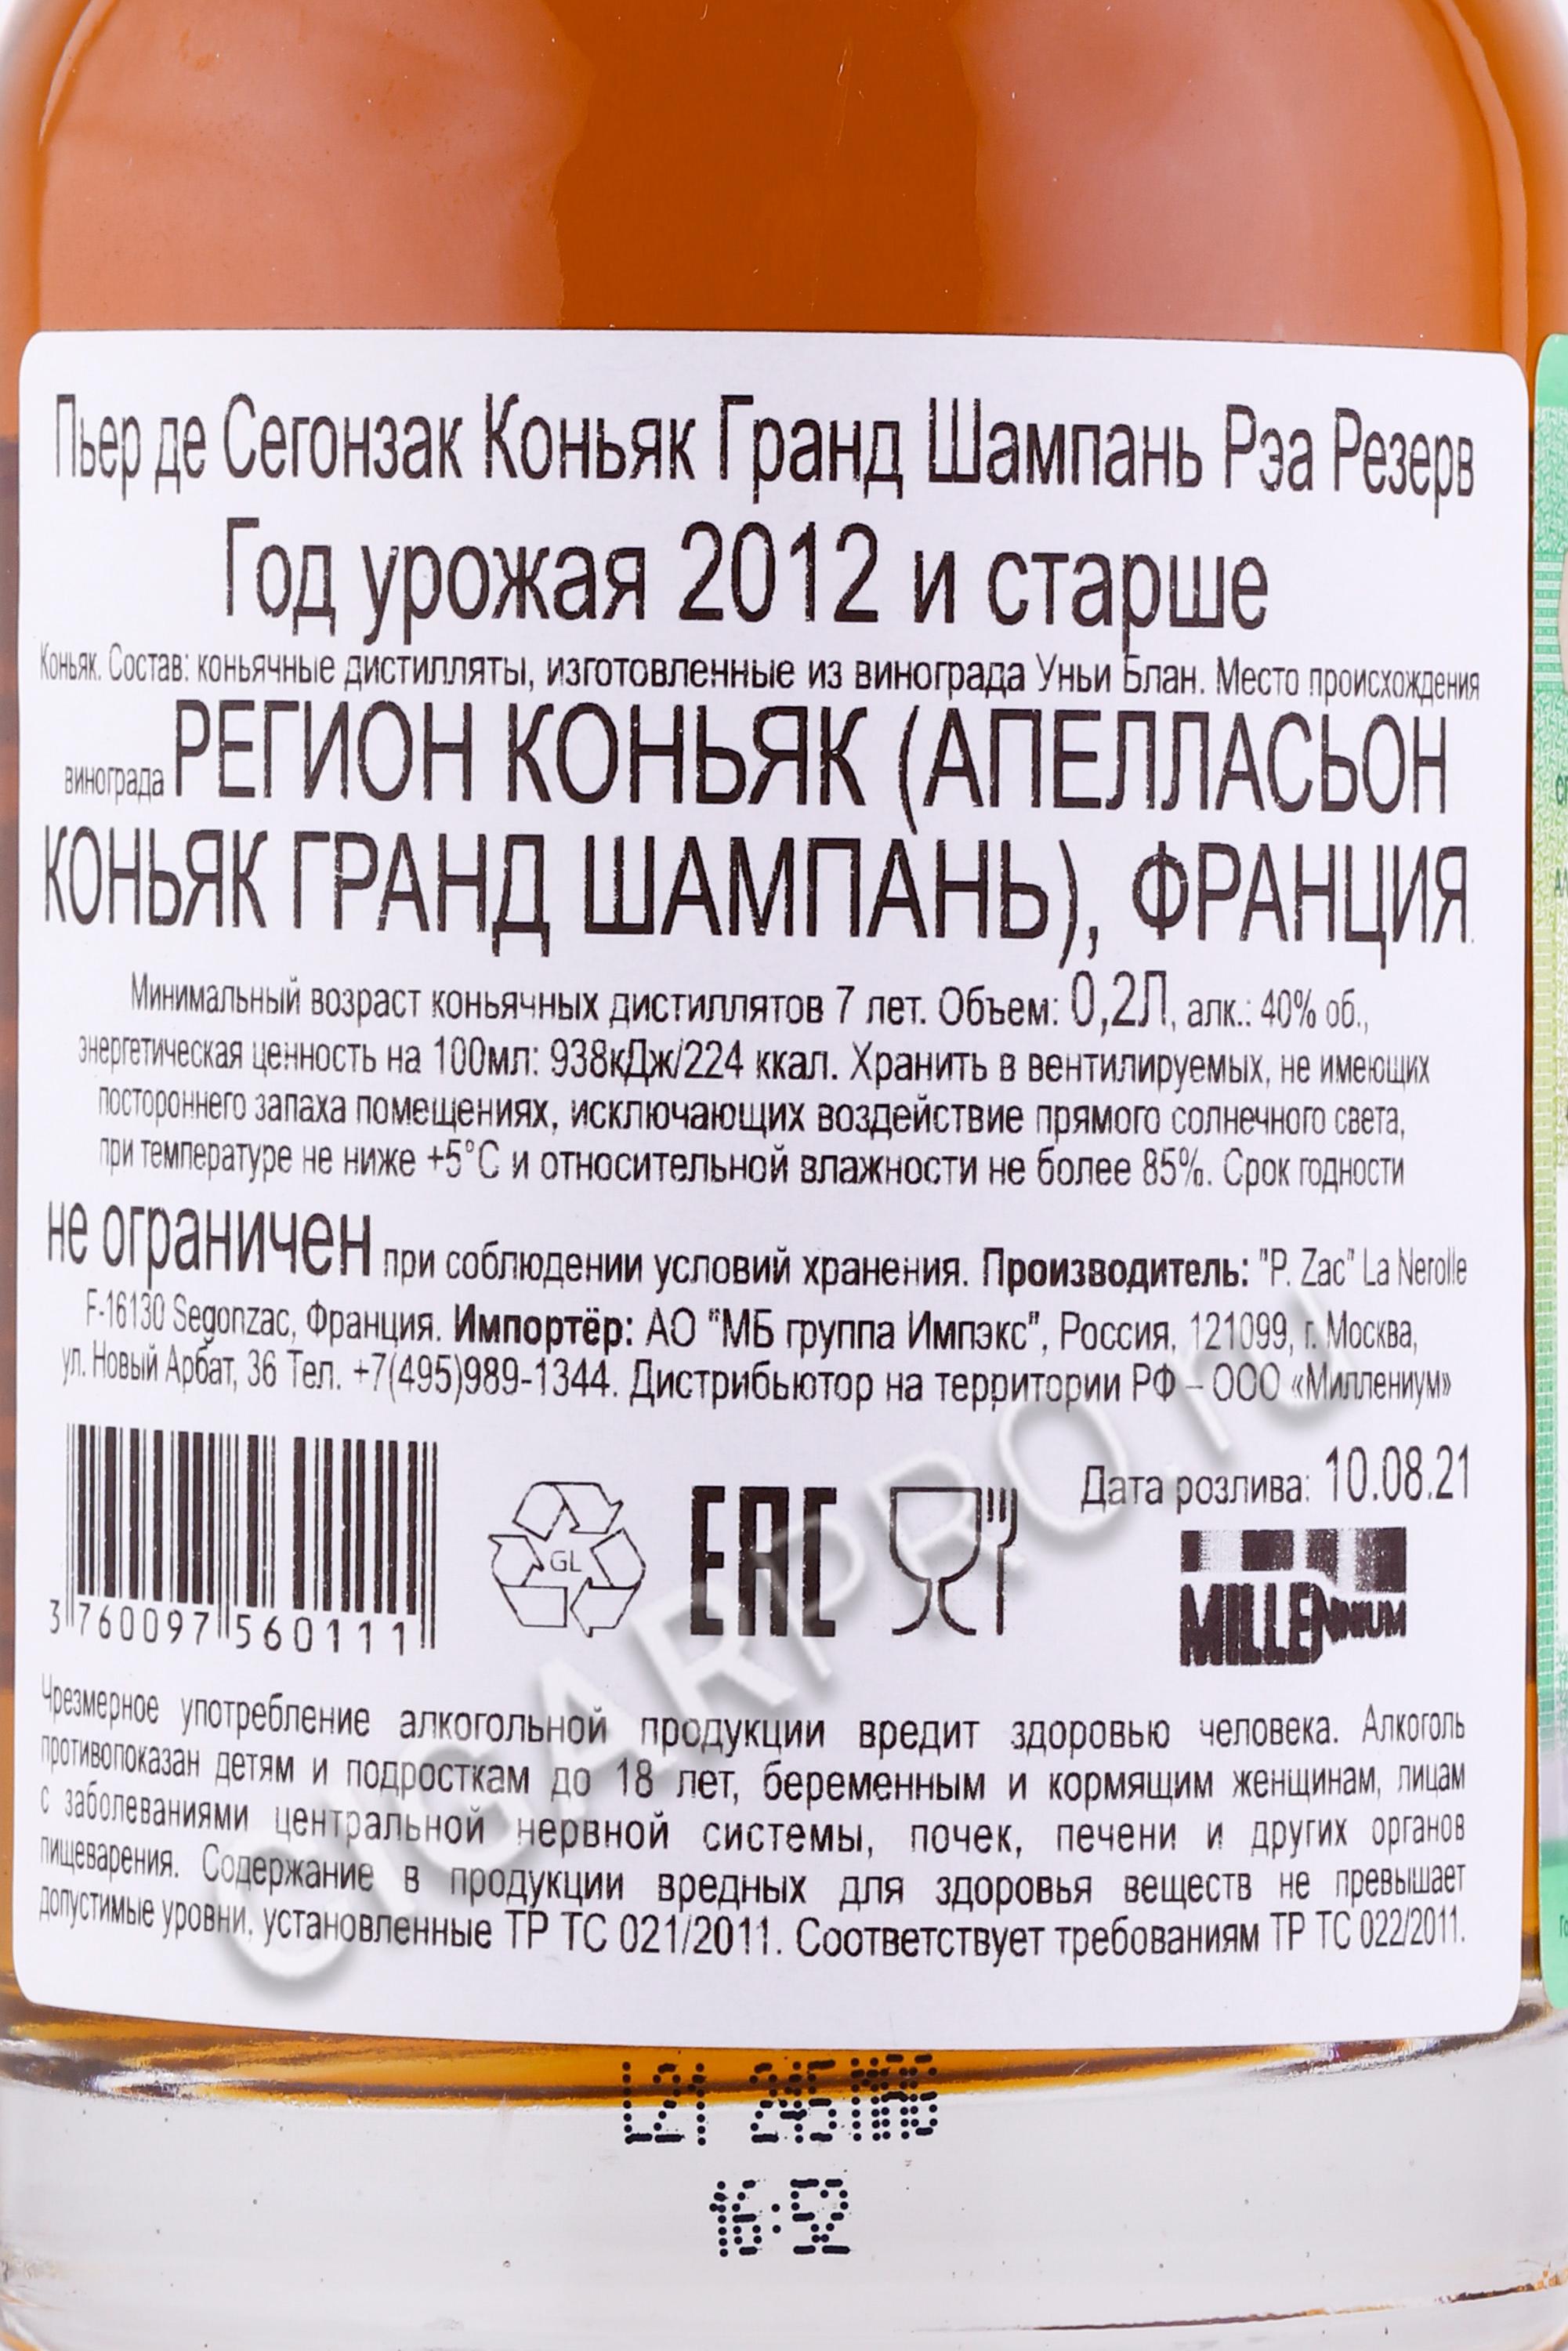 Пьер де Сегонзак Коньяк Гранд Шампань Рэа Резерв
Год урожая 2012 и старше
Коньяк. Состав: коньячные дистилляты, изготовленные из винограда Уньи Блан. Место происхождения
винограда РЕГИОН КОНЬЯК (АПЕЛЛАСЬОН
КОНЬЯК ГРАНД ШАМПАНЬ), ФРАНЦИЯ.
Минимальный возраст коньячных дистиллятов 7 лет. Объем: 0,2Л, алк.: 40% об.,
энергетическая ценность на 100мл: 938кДж/224 ккал. Хранить в вентилируемых, не имеющих
постороннего запаха помещениях, исключающих воздействие прямого солнечного света,
при температуре не ниже +5°С и относительной влажности не более 85%. Срок годности
не ограничен при соблюдении условий хранения. Производитель: "P. Zac" La Nerolle
F-16130 Segonzac, Франция. Импортёр: АО "МБ группа Импэкс", Россия, 121099, г. Москва,
ул. Новый Арбат, 36 Тел. +7(495)989-1344. Дистрибьютор на территории РФ – ООО «Миллениум»
Дата розлива: 10.08.21
GL
EAC
MILLENNIUM
3 760097 560111
Чрезмерное употребление алкогольной продукции вредит здоровью человека. Алкоголь
противопоказан детям и подросткам до 18 лет, беременным и кормящим женщинам, лицам
с заболеваниями центральной нервной системы, почек, печени и других органов
пищеварения. Содержание в продукции вредных для здоровья веществ не превышает
допустимые уровни, установленные ТР ТС 021/2011. Соответствует требованиям ТР ТС 022/2011.
CIGARPRO.ru
L21
16:52